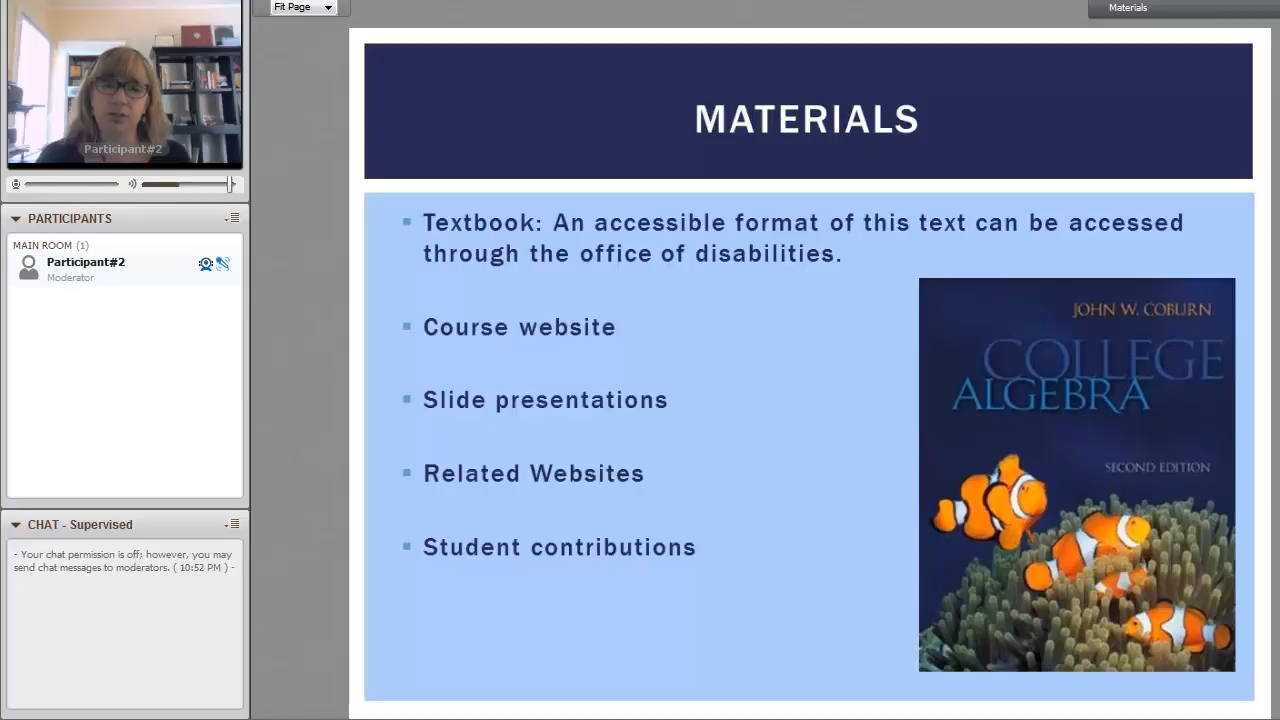 Fit Page
Materials
Participant#2
PARTICIPANTS
MAIN ROOM (1)
Participant#2
Moderator
CHAT - Supervised
- Your chat permission is off; however, you may
send chat messages to moderators. ( 10:52 PM ) -
MATERIALS
Textbook: An accessible format of this text can be accessed
through the office of disabilities.
Course website
Slide presentations
Related Websites
Student contributions
JOHN W. COBURN
COLLEGE
ALGEBRA
SECOND EDITION